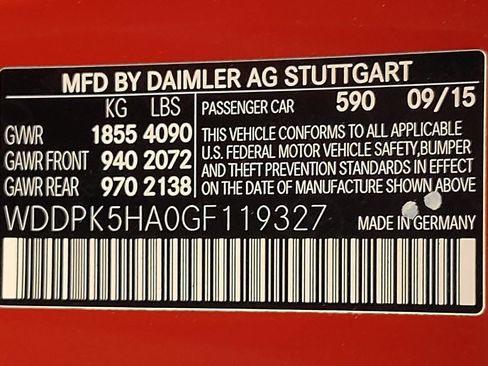 MFD BY DAIMLER AG STUTTGART
KG LBS
PASSENGER CAR 590 09/15
GVWR 1855 4090
GAWR FRONT 940 2072
GAWR REAR 970 2138
THIS VEHICLE CONFORMS TO ALL APPLICABLE
U.S. FEDERAL MOTOR VEHICLE SAFETY,BUMPER
AND THEFT PREVENTION STANDARDS IN EFFECT
ON THE DATE OF MANUFACTURE SHOWN ABOVE
WDDPK5HA0GF119327
MADE IN GERMANY